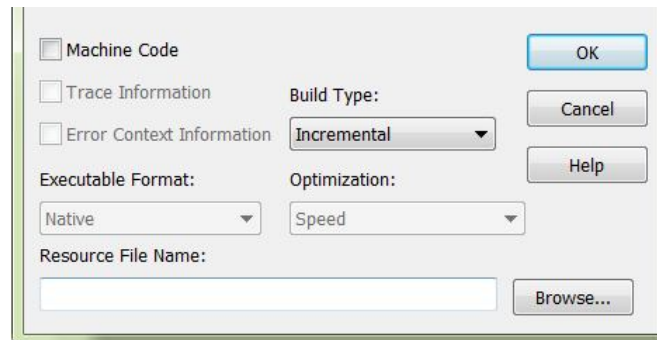 Machine Code
OK
Trace Information
Build Type:
Cancel
Error Context Information
Incremental
Help
Executable Format:
Optimization:
Native
Speed
Resource File Name:
Browse...